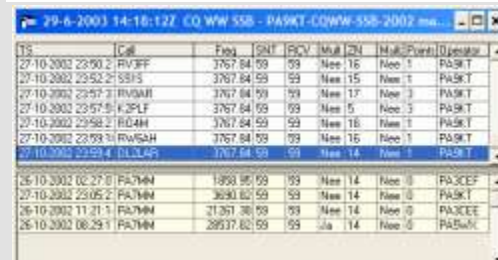 29-6-2003 14:18:12Z CQ WW SSB - PA9KT-CQWW-SSB-2002 me...
TS Call Freq SNT RCV Mult ZN Mult2 Points Operator
27-10-2002 23:50:2 RV3FF 3767.84 59 59 Nee 16 Nee 1 PA9KT
27-10-2002 23:52:2 S51S 3767.84 59 59 Nee 15 Nee 1 PA9KT
27-10-2002 23:57:3 RV0AR 3767.84 59 59 Nee 17 Nee 3 PA9KT
27-10-2002 23:57:5 K2PLF 3767.84 59 59 Nee 5 Nee 3 PA9KT
27-10-2002 23:58:2 RO4M 3767.84 59 59 Nee 16 Nee 1 PA9KT
27-10-2002 23:59:1 RW6AH 3767.84 59 59 Nee 16 Nee 1 PA9KT
27-10-2002 23:59:4 DL2LAR 3767.84 59 59 Nee 14 Nee 1 PA9KT
26-10-2002 02:27:0 PA7MM 1858.95 59 59 Nee 14 Nee 0 PA3CEF
27-10-2002 23:05:2 PA7MM 3690.82 59 59 Nee 14 Nee 0 PA9KT
26-10-2002 11:21:1 PA7MM 21261.38 59 59 Nee 14 Nee 0 PA3CEE
26-10-2002 08:29:1 PA7MM 28537.82 59 59 Ja 14 Nee 0